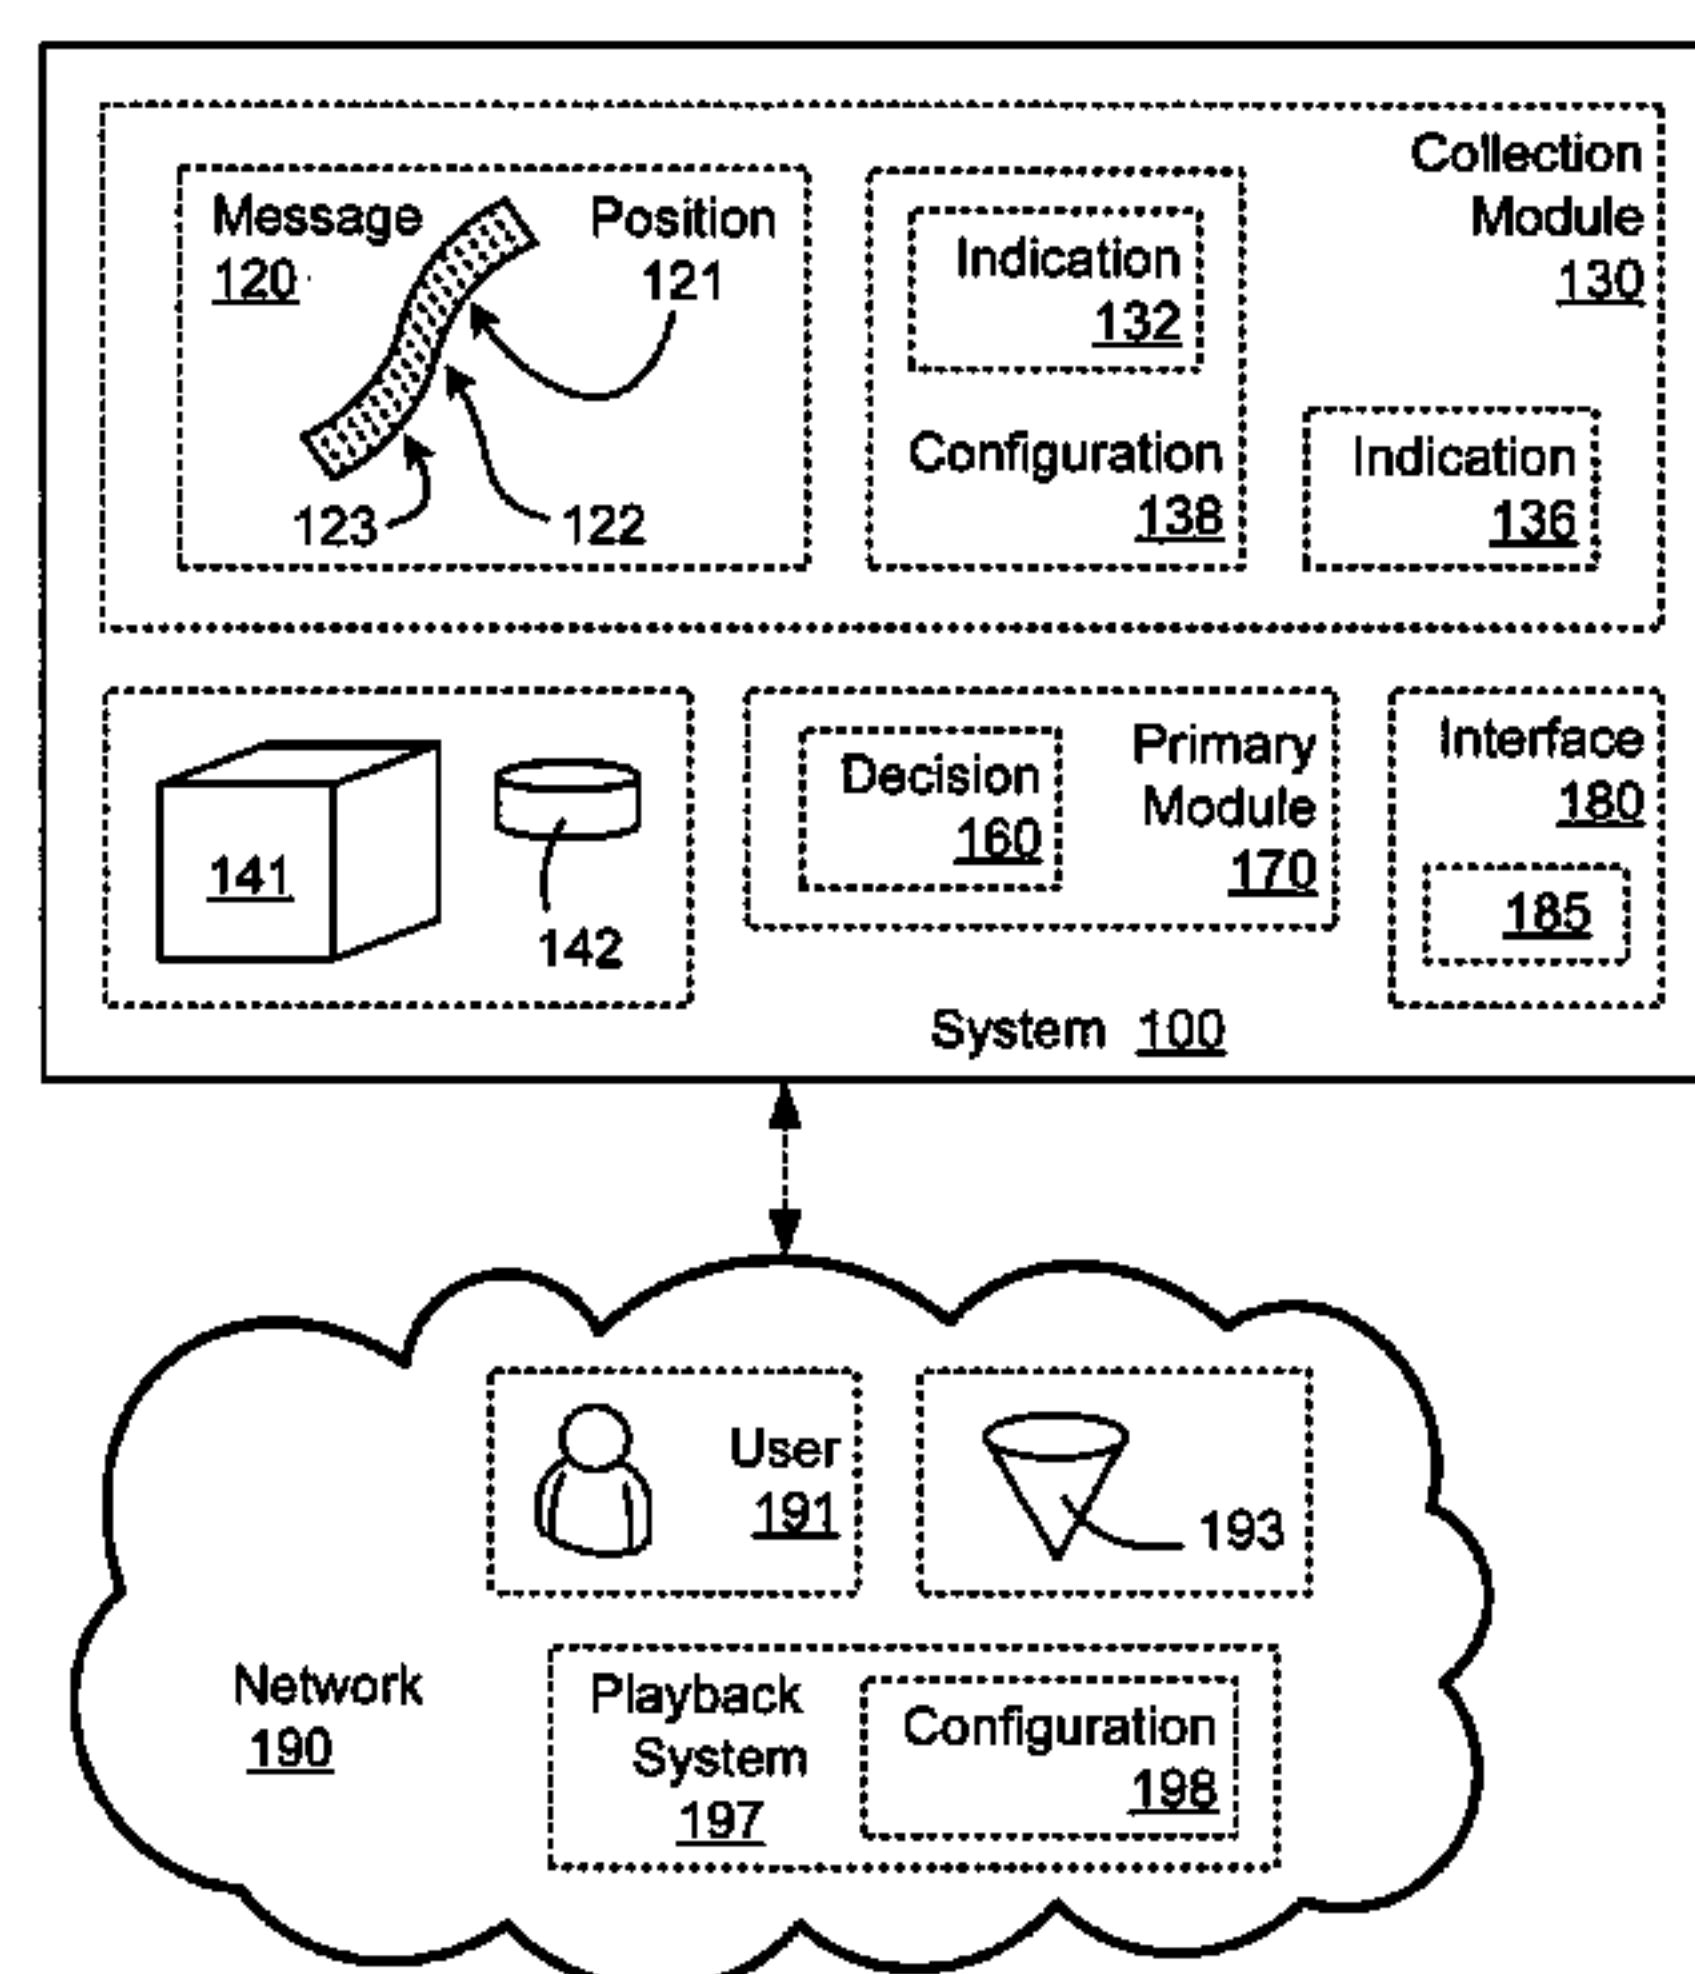 Collection
Module
130
Message
120
Position
121
123
122
Indication
132
Configuration
138
Indication
136
141
142
Decision
160
Primary
Module
170
Interface
180
185
System 100
User
191
193
Network
190
Playback
System
197
Configuration
198